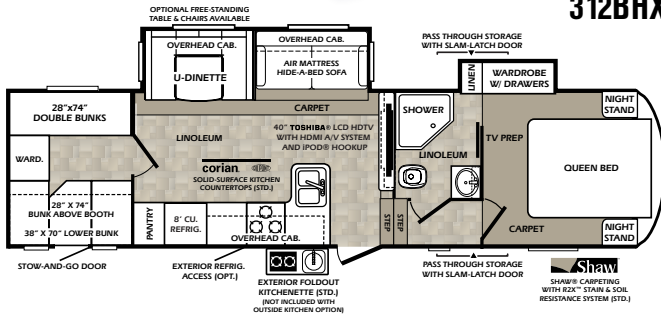 312BHX
OPTIONAL FREE-STANDING
TABLE & CHAIRS AVAILABLE
OVERHEAD CAB.
U-DINETTE
OVERHEAD CAB.
AIR MATTRESS
HIDE-A-BED SOFA
PASS THROUGH STORAGE
WITH SLAM-LATCH DOOR
LINEN
WARDROBE
W/ DRAWERS
NIGHT
STAND
28"x74"
DOUBLE BUNKS
CARPET
SHOWER
LINOLEUM
40" TOSHIBA® LCD HDTV
WITH HDMI A/V SYSTEM
AND IPOD® HOOKUP
TV PREP
LINOLEUM
QUEEN BED
WARD.
corian.
SOLID-SURFACE KITCHEN
COUNTERTOPS (STD.)
28" X 74"
BUNK ABOVE BOOTH
38" X 70" LOWER BUNK
PANTRY
8' CU.
REFRIG.
OVERHEAD CAB.
STEP
STEP
CARPET
NIGHT
STAND
STOW-AND-GO DOOR
EXTERIOR REFRIG.
ACCESS (OPT.)
EXTERIOR FOLDOUT
KITCHENETTE (STD.)
(NOT INCLUDED WITH
OUTSIDE KITCHEN OPTION)
PASS THROUGH STORAGE
WITH SLAM-LATCH DOOR
Shaw
SHAW® CARPETING
WITH R2X™ STAIN & SOIL
RESISTANCE SYSTEM (STD.)